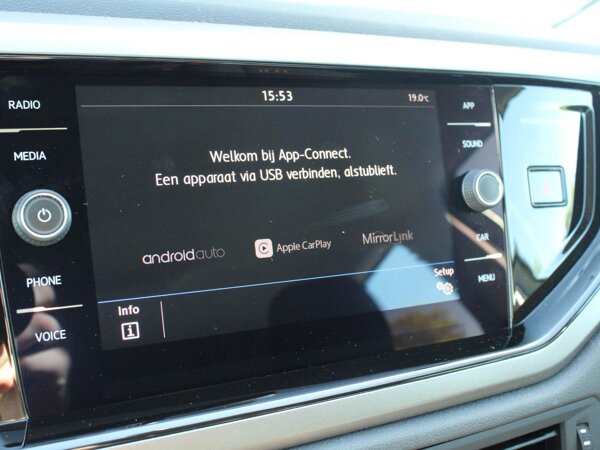 RADIO
MEDIA
PHONE
VOICE
15:53
19.0°C
Welkom bij App-Connect.
Een apparaat via USB verbinden, alstublieft.
androidauto
Apple CarPlay
MirrorLink
Setup
Info
i
APP
SOUND
CAR
MENU